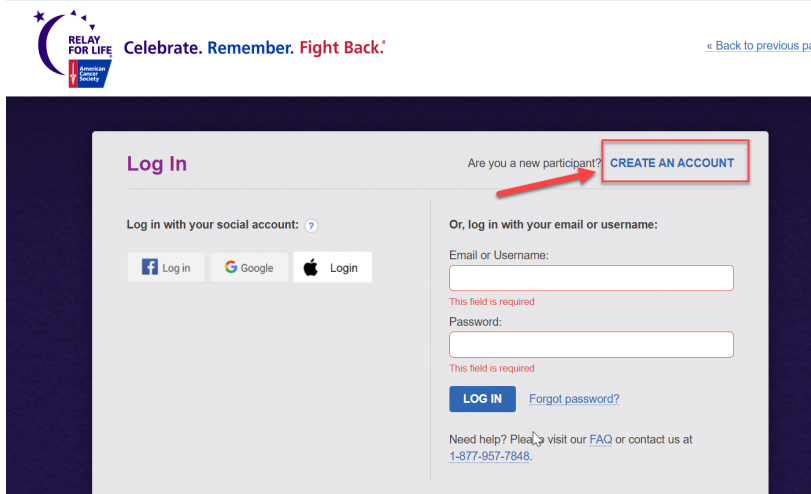 RELAY
FOR LIFE
American
Cancer
Society
Celebrate. Remember. Fight Back.®
« Back to previous
Log In
Are you a new participant? CREATE AN ACCOUNT
Log in with your social account: ?
Log in
Google
Login
Or, log in with your email or username:
Email or Username:
This field is required
Password:
This field is required
LOG IN
Forgot password?
Need help? Please visit our FAQ or contact us at
1-877-957-7848.